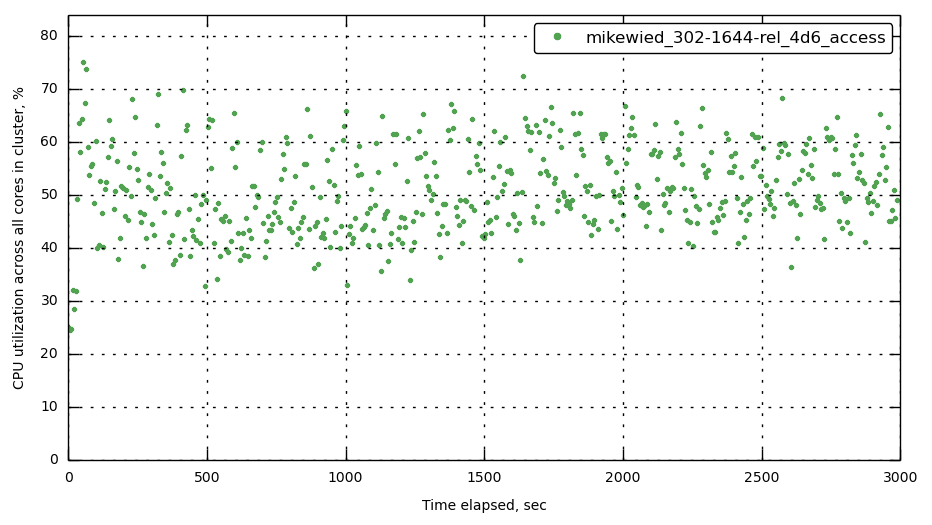 mikewied_302-1644-rel_4d6_access
CPU utilization across all cores in cluster, %
80
70
60
50
40
30
20
10
0
0 500 1000 1500 2000 2500 3000
Time elapsed, sec